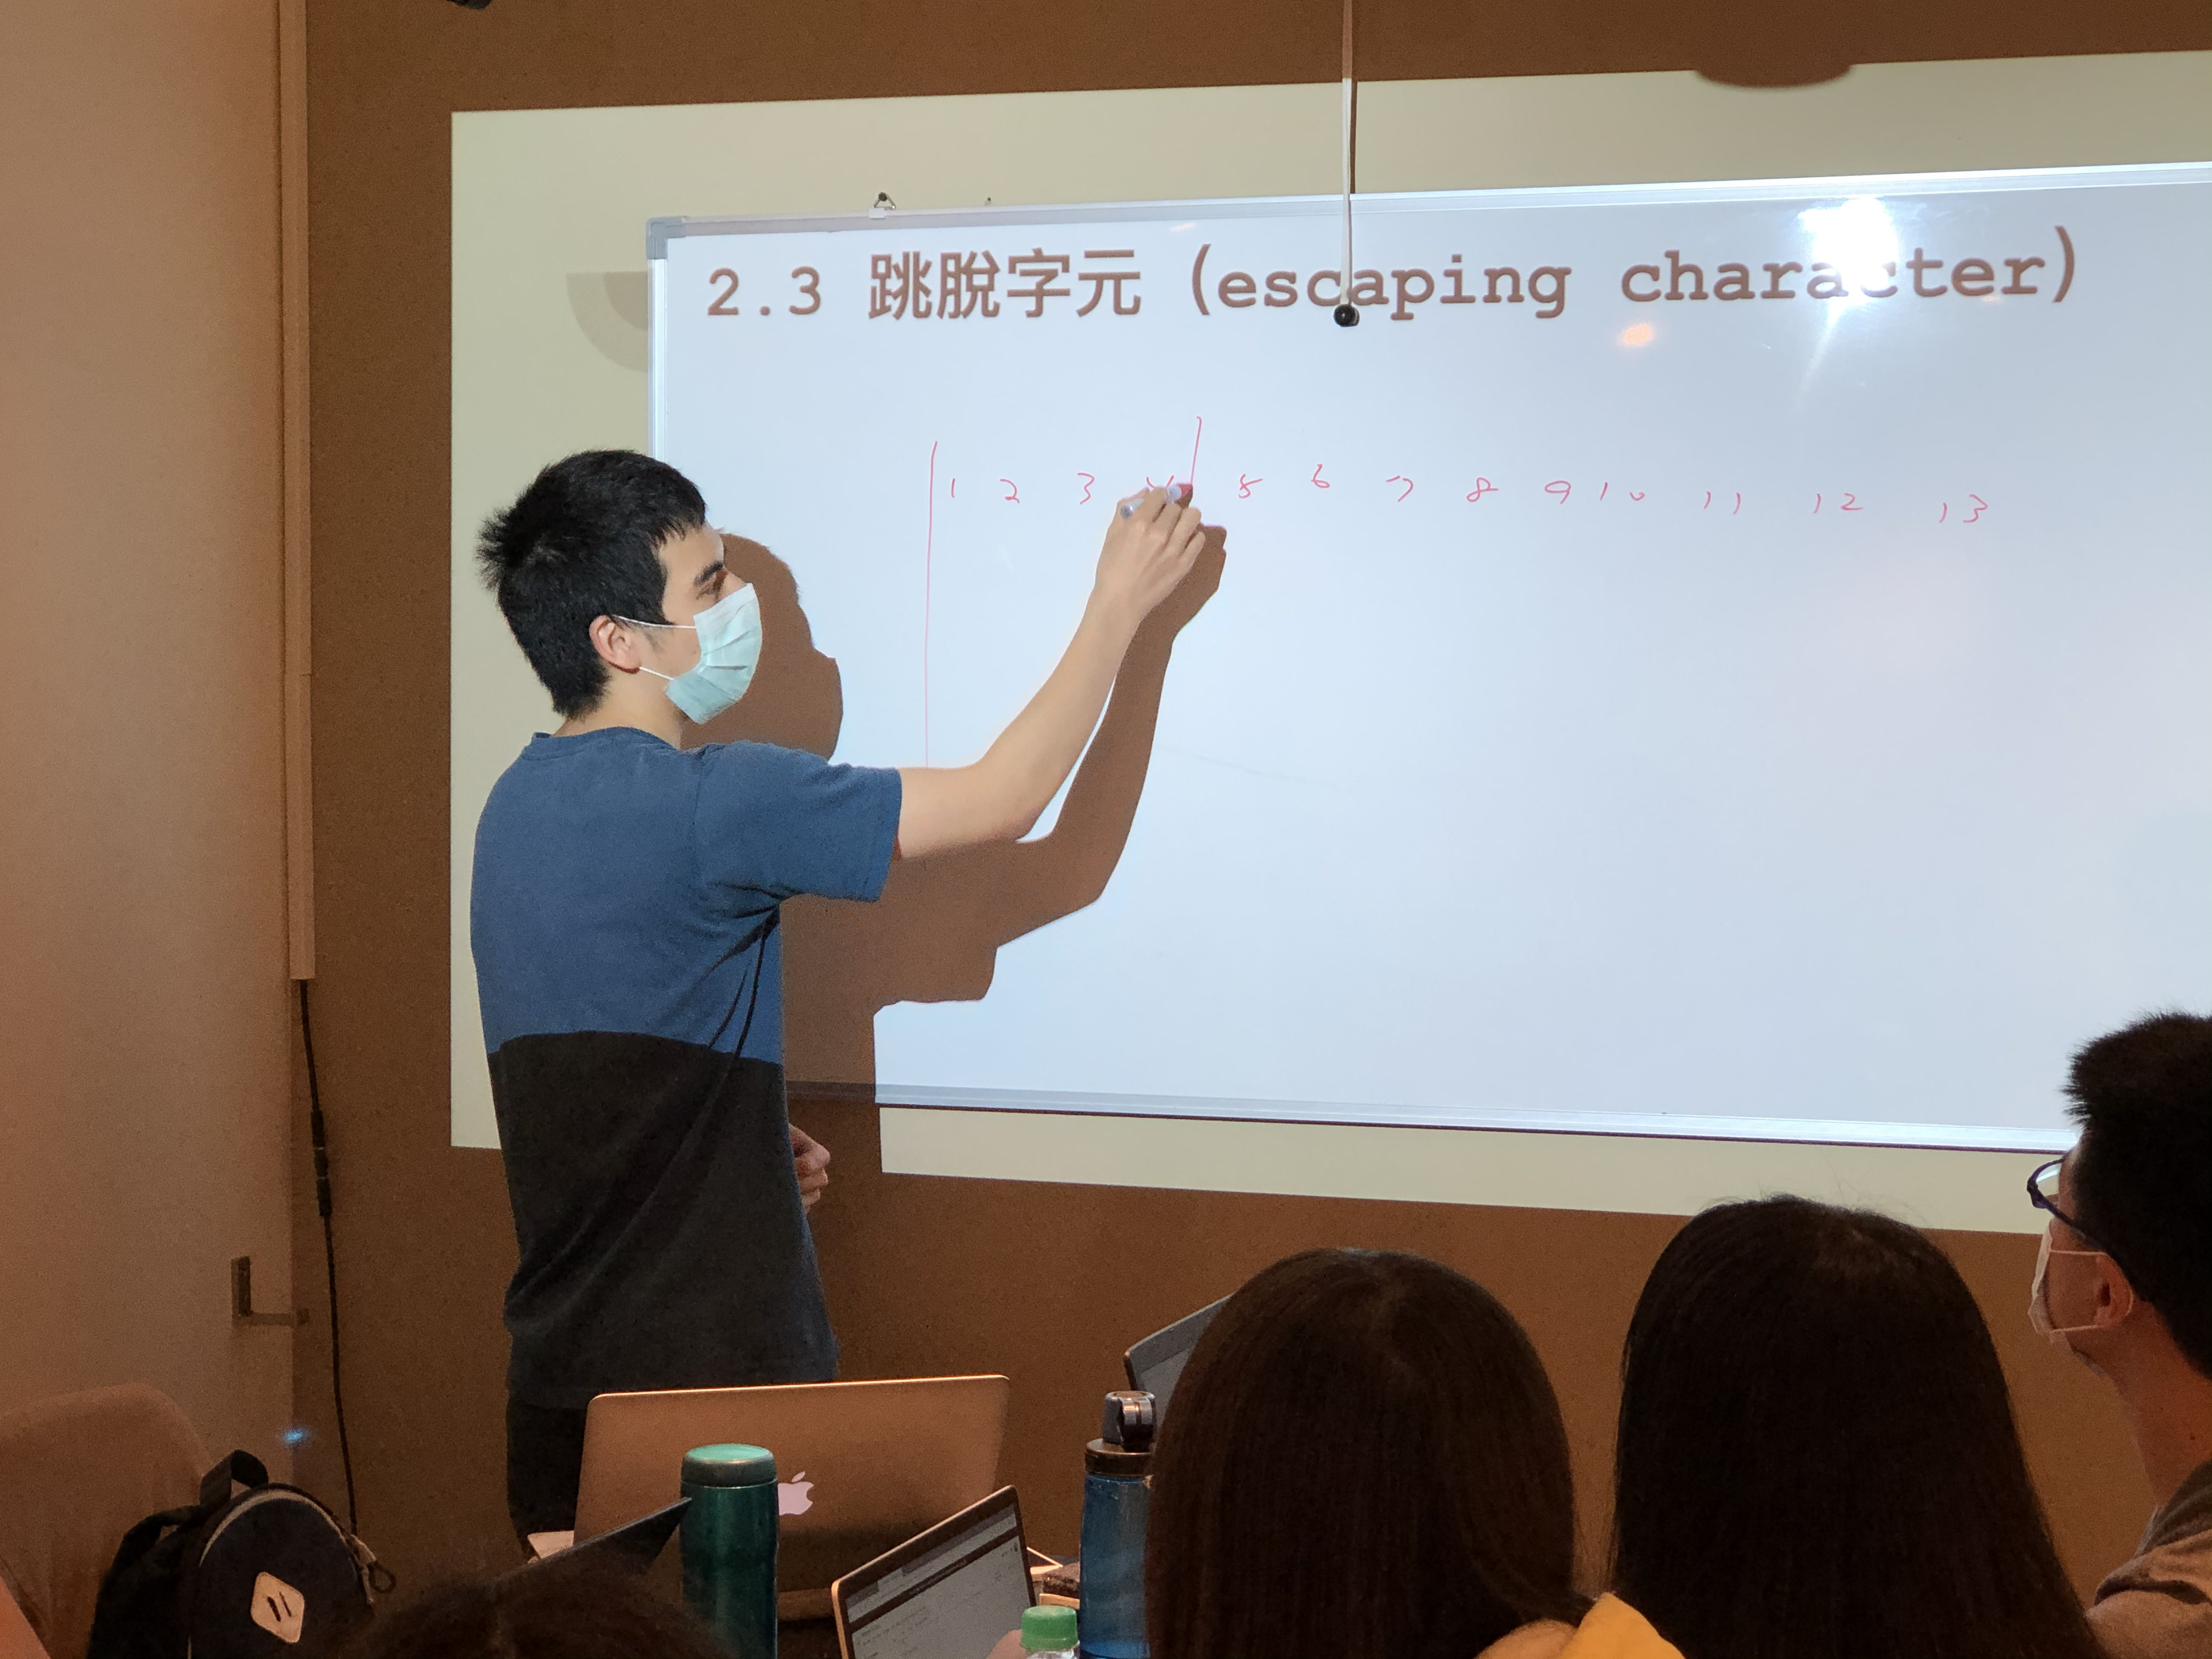 2.3 跳脫字元 (escaping character)
1 2 3 4 5 6 7 8 9 10 11 12 13